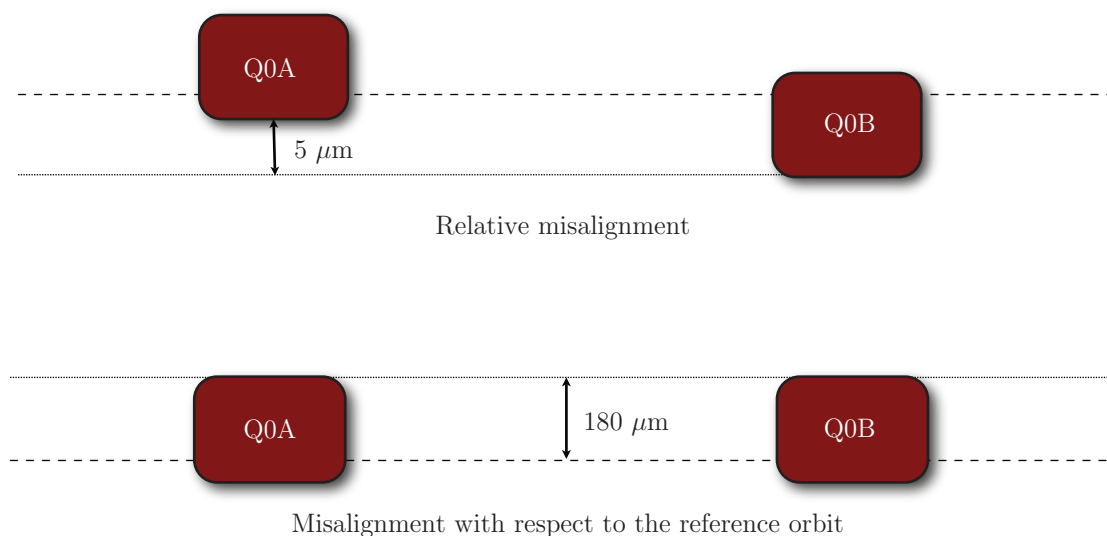 Q0A
Q0B
5 μm
Relative misalignment
Q0A
Q0B
180 μm
Misalignment with respect to the reference orbit